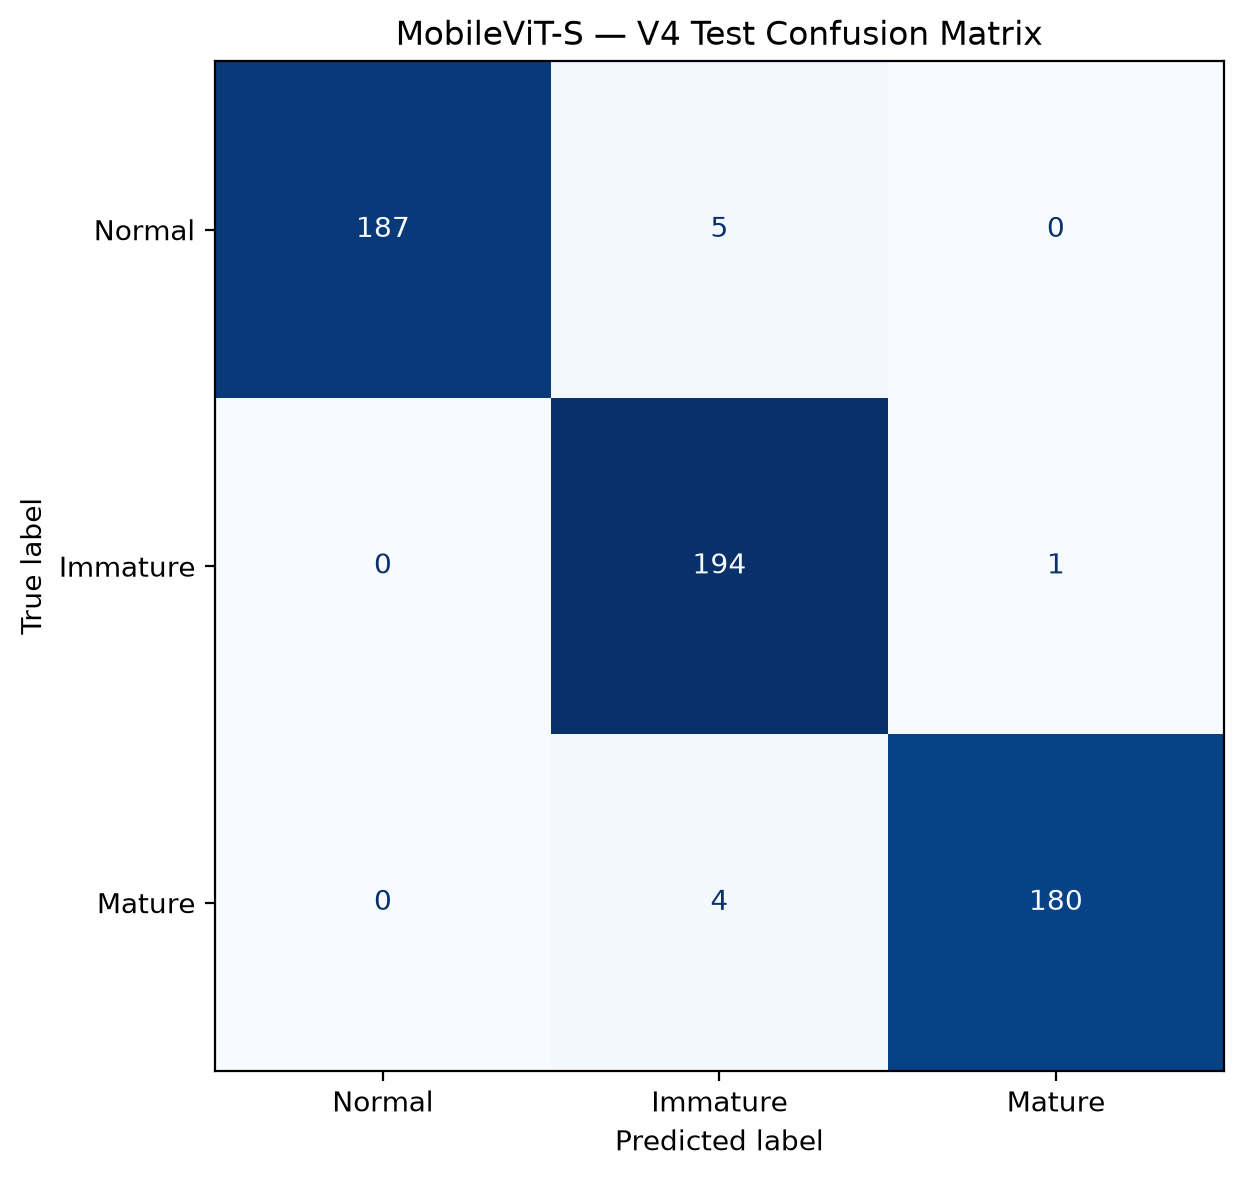 MobileViT-S — V4 Test Confusion Matrix
Normal 187 5 0
True label
Immature 0 194 1
Mature 0 4 180
Normal Immature Mature
Predicted label